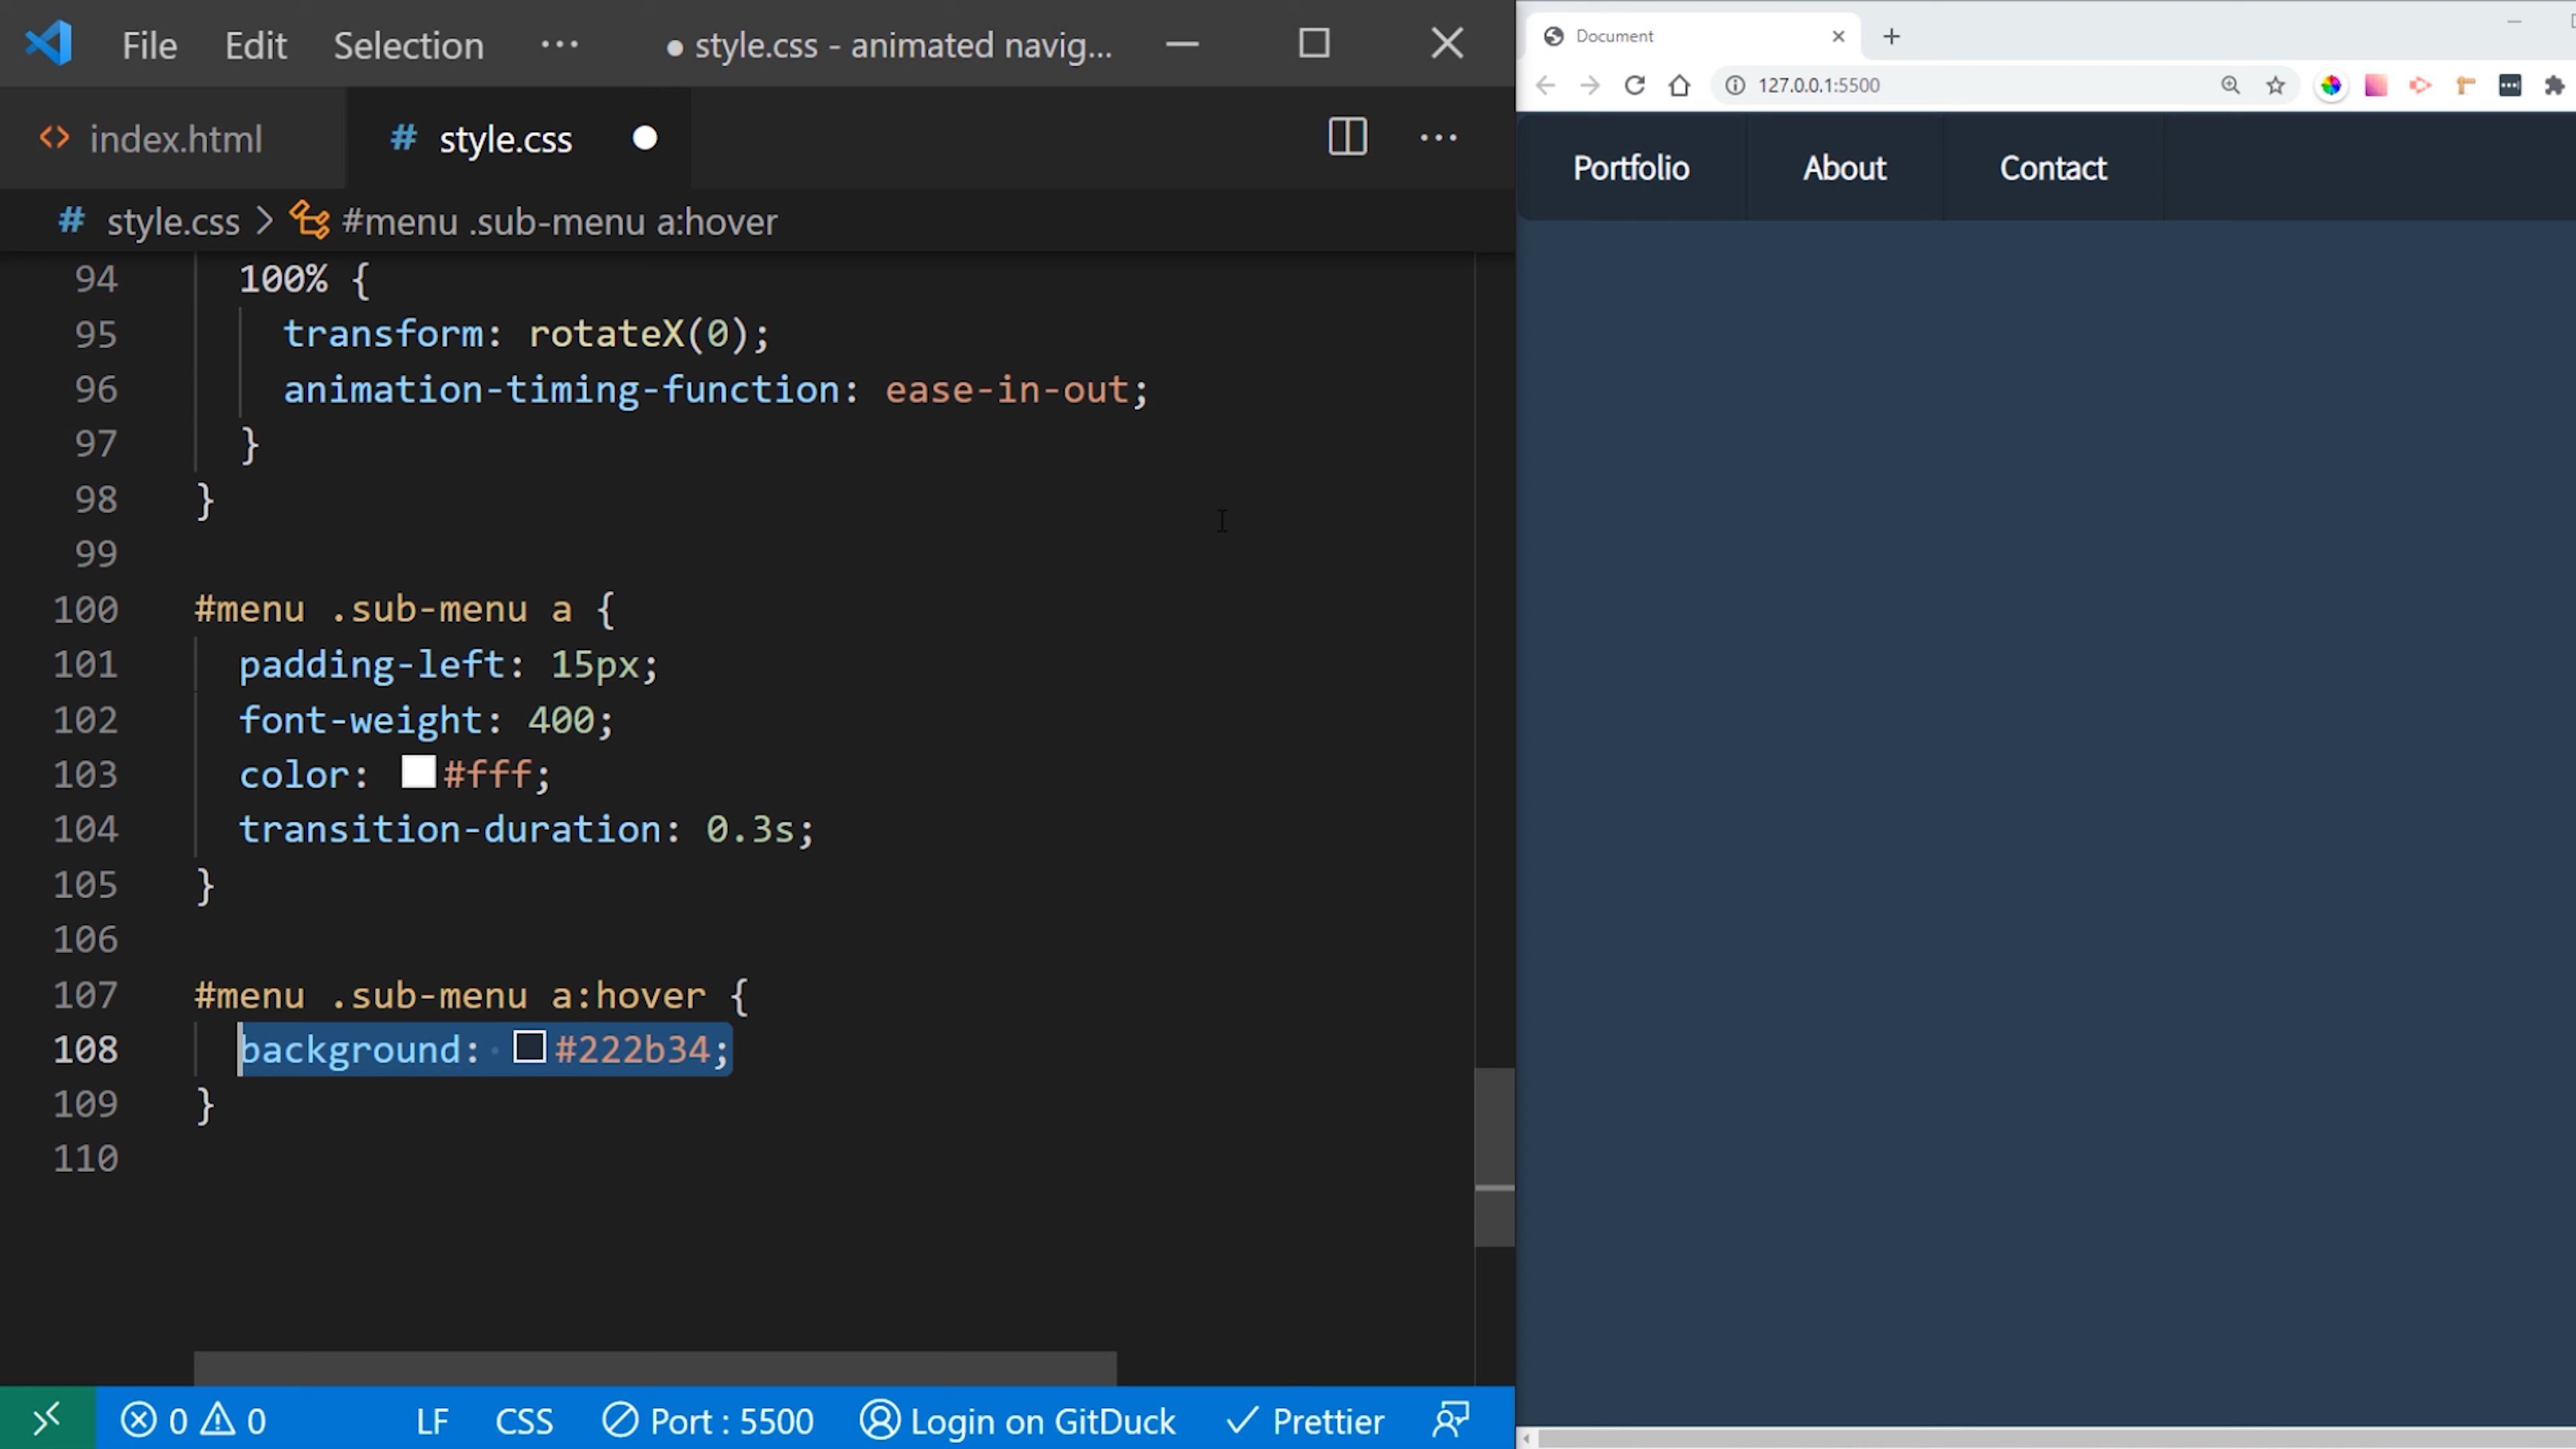 File Edit Selection ··· ● style.css - animated navig...
<> index.html # style.css ● ···
# style.css > #menu .sub-menu a:hover
94 100% {
95 transform: rotateX(0);
96 animation-timing-function: ease-in-out;
97 }
98 }
99
100 #menu .sub-menu a {
101 padding-left: 15px;
102 font-weight: 400;
103 color: #fff;
104 transition-duration: 0.3s;
105 }
106
107 #menu .sub-menu a:hover {
108 background: #222b34;
109 }
110
0 0 LF CSS Port : 5500 Login on GitDuck Prettier
Document
127.0.0.1:5500
Portfolio About Contact